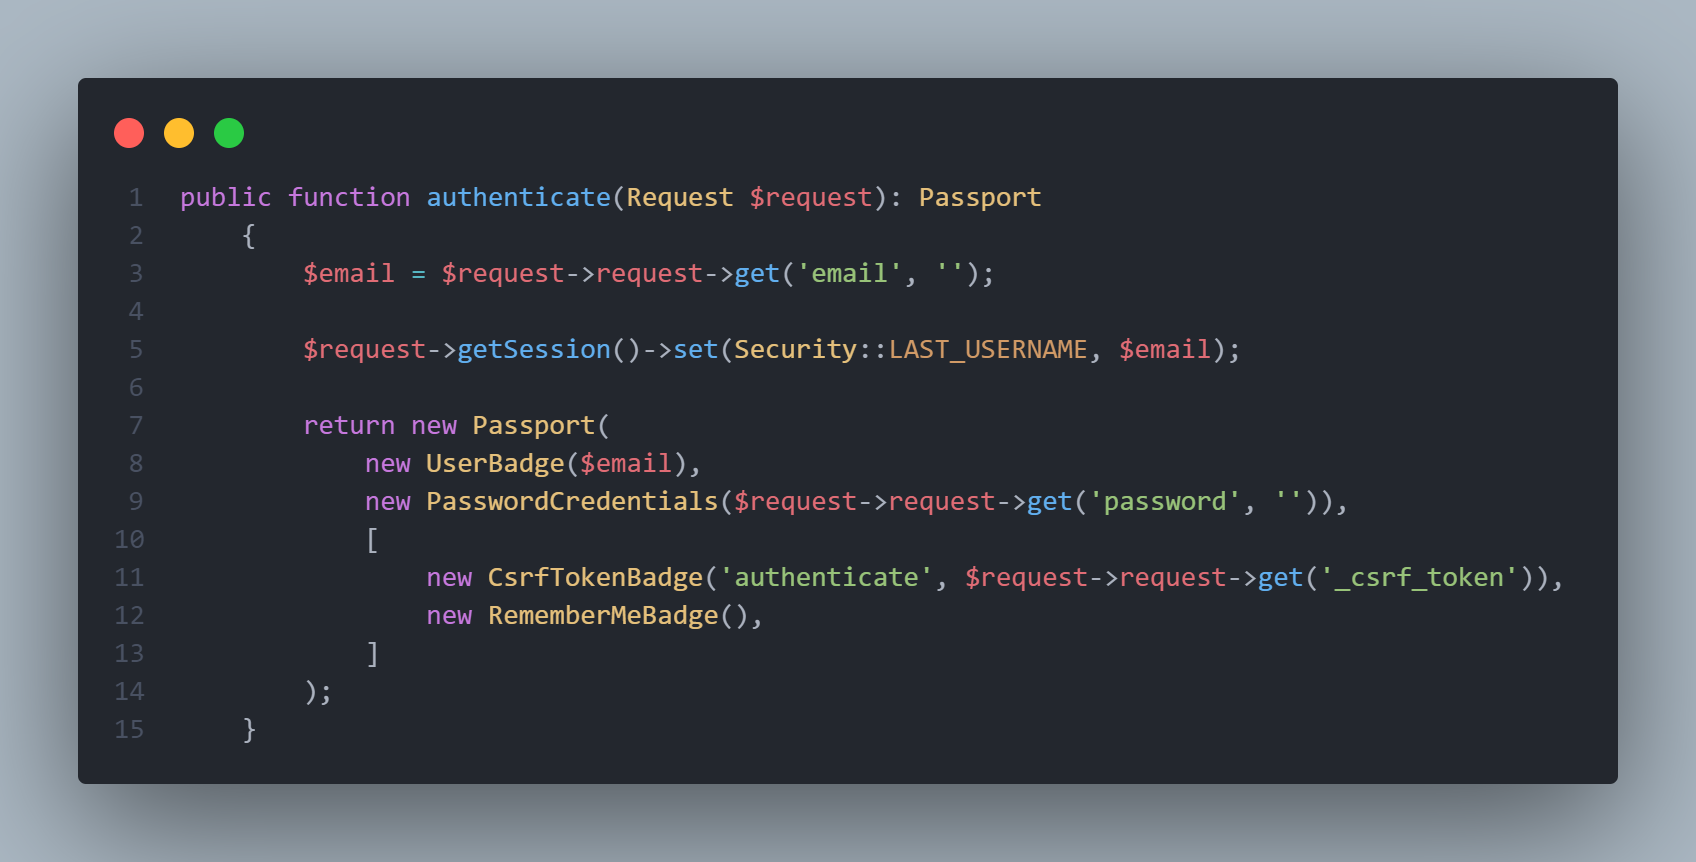 1 public function authenticate(Request $request): Passport
2     {
3         $email = $request->request->get('email', '');
4
5         $request->getSession()->set(Security::LAST_USERNAME, $email);
6
7         return new Passport(
8             new UserBadge($email),
9             new PasswordCredentials($request->request->get('password', '')),
10             [
11                 new CsrfTokenBadge('authenticate', $request->request->get('_csrf_token')),
12                 new RememberMeBadge(),
13             ]
14         );
15     }